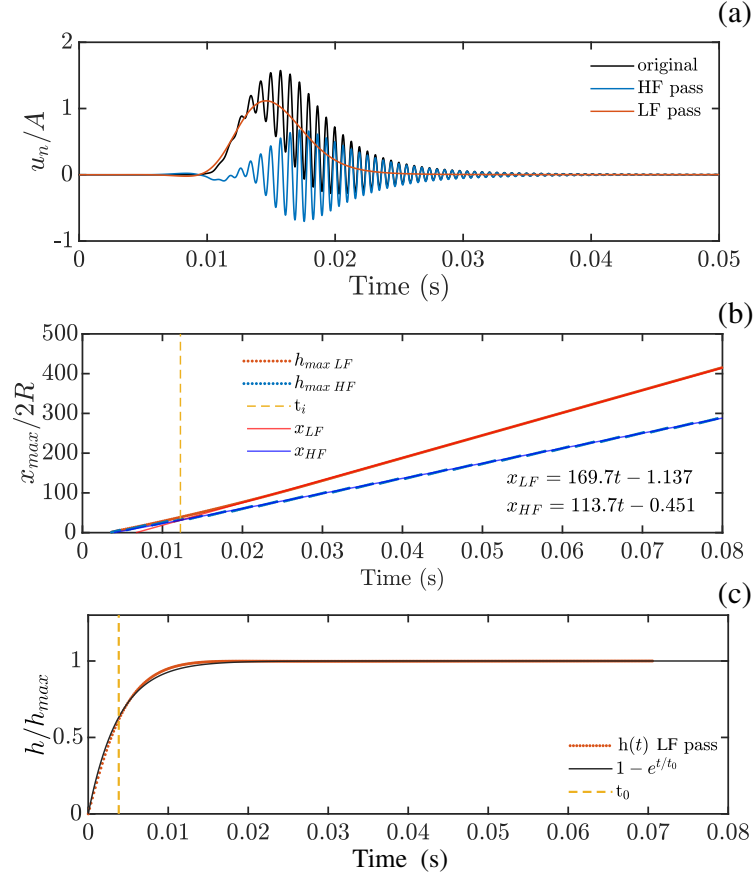 (a)
2
1
0
-1
u_n/A
original
HF pass
LF pass
0 0.01 0.02 0.03 0.04 0.05
Time (s)
(b)
500
400
300
200
100
0
x_max/2R
h_max LF
h_max HF
t_i
x_LF
x_HF
x_LF = 169.7t − 1.137
x_HF = 113.7t − 0.451
0 0.01 0.02 0.03 0.04 0.05 0.06 0.07 0.08
Time (s)
(c)
1
0.5
0
h/h_max
h(t) LF pass
1 − e^{t/t_0}
t_0
0 0.01 0.02 0.03 0.04 0.05 0.06 0.07 0.08
Time (s)